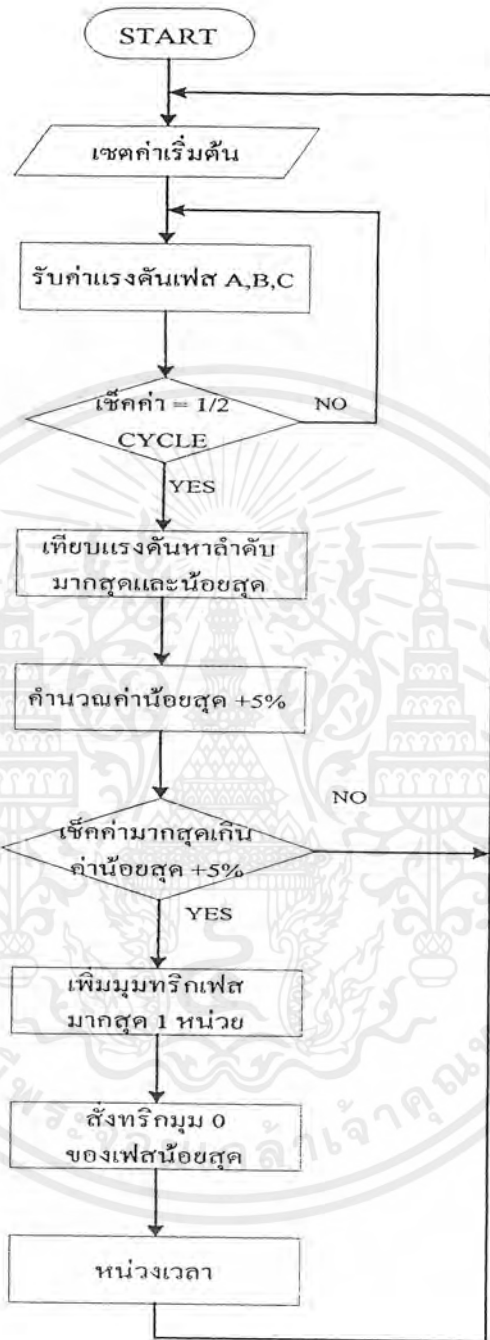 START
เซตค่าเริ่มต้น
รับค่าแรงดันเฟส A,B,C
เช็คค่า = 1/2
CYCLE
NO
YES
เทียบแรงดันหาลำดับ
มากสุดและน้อยสุด
คำนวณค่าน้อยสุด +5%
เช็คค่ามากสุดเกิน
ค่าน้อยสุด +5%
NO
YES
เพิ่มมุมทริกเฟส
มากสุด 1 หน่วย
สั่งทริกมุม 0
ของเฟสน้อยสุด
หน่วงเวลา